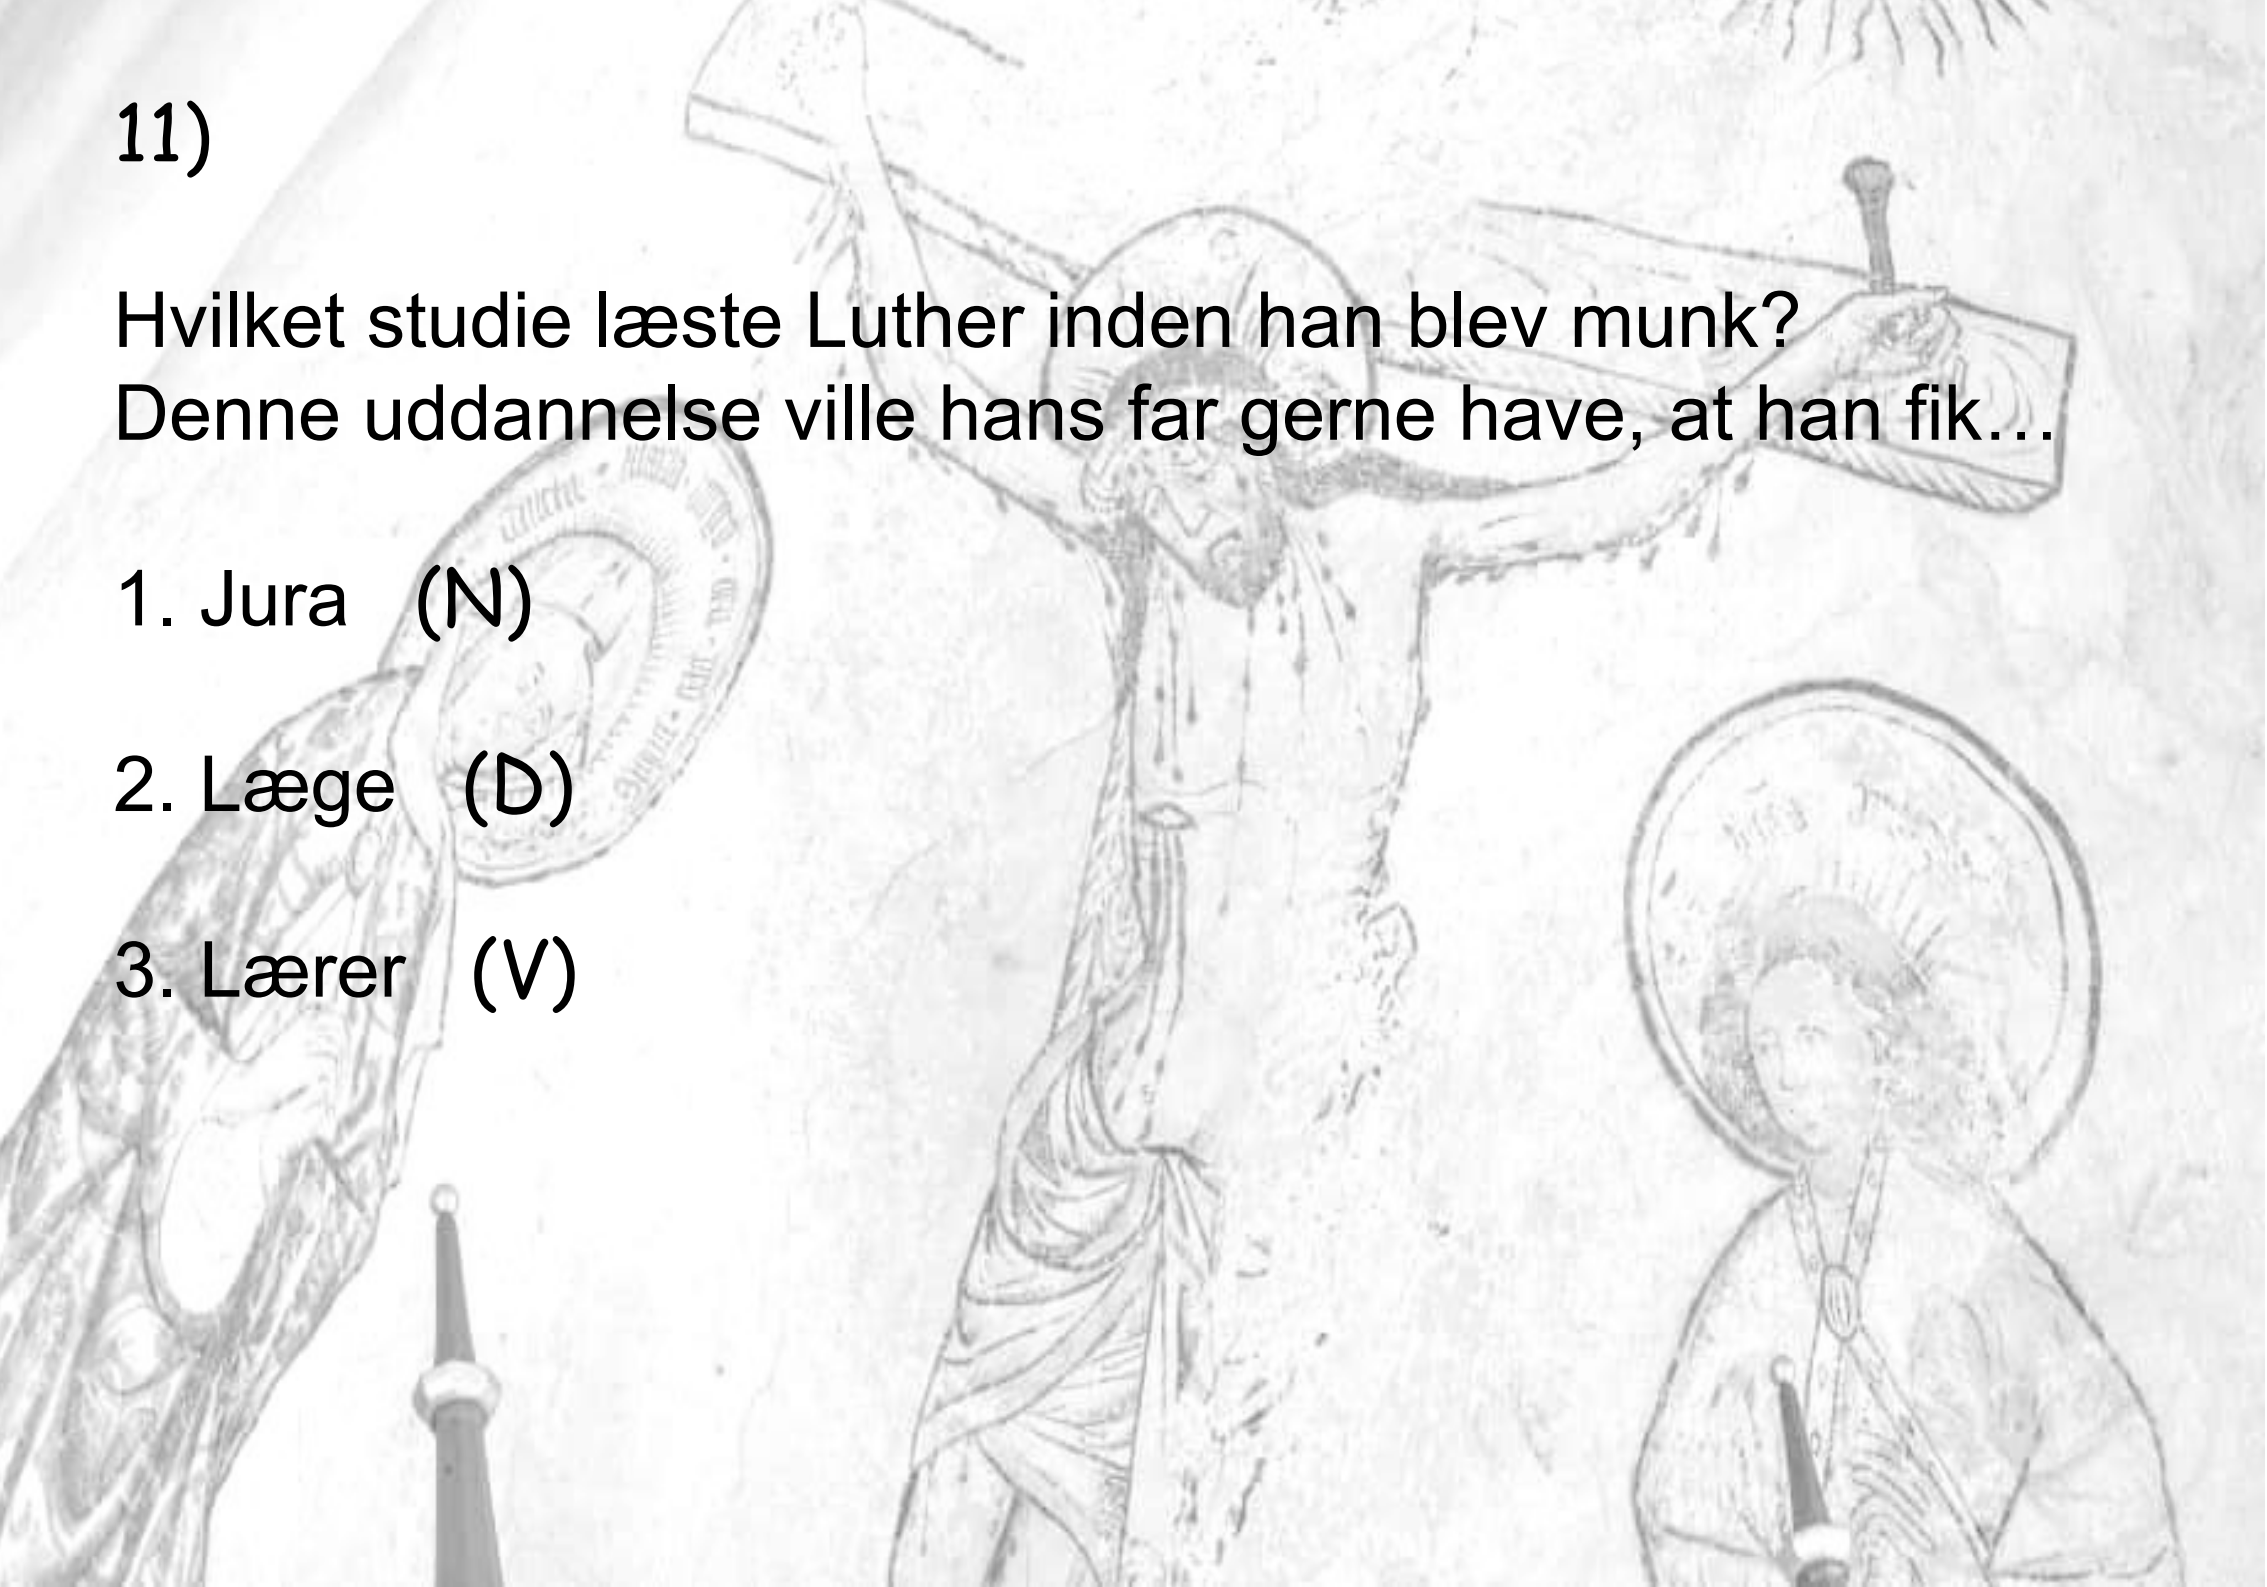 11)
Hvilket studie læste Luther inden han blev munk?
Denne uddannelse ville hans far gerne have, at han fik…
1. Jura (N)
2. Læge (D)
3. Lærer (V)